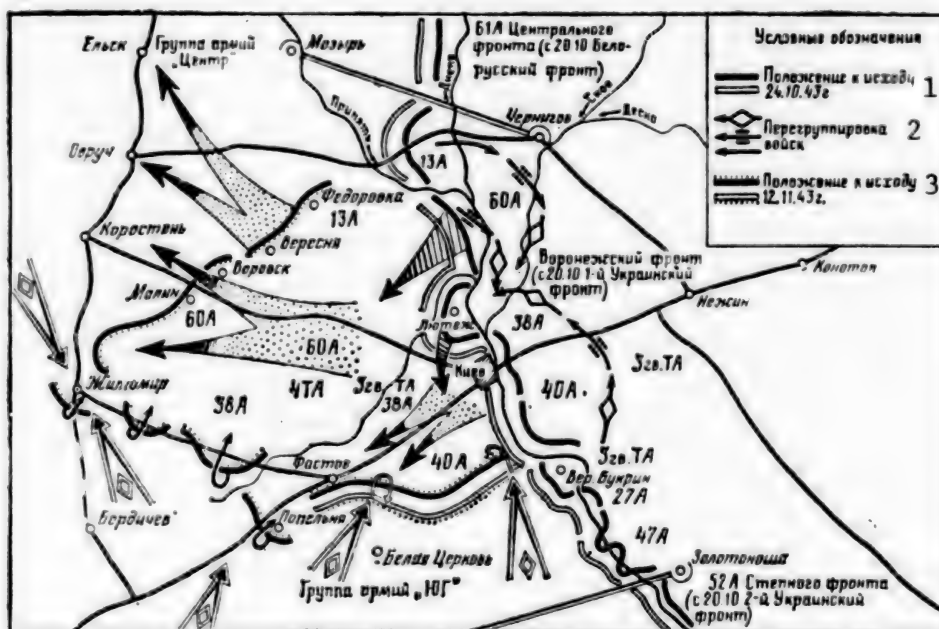 Ельск
Группа армий
„Центр"
Мозырь
61А Центрального
фронта (с 20.10 Бело-
русский фронт)
Условные обозначения
Положение к исходу
24.10.43г
1
Перегруппировка
войск
2
Положение к исходу
12.11.43г.
3
Припять
Чернигов
Десна
Овруч
13А
60А
Федоровка
13А
Вересня
Коростень
Воровск
Малин
60А
Воронежский фронт
(с 20.10 1-й Украинский
фронт)
Конотоп
Нежин
Лютеж
38А
60А
Киев
3гв.ТА
Житомир
38А
4ТА
3гв.ТА
38А
40А
Фастов
40А
3гв.ТА
Вер. Букрин
27А
Бердичев
Попельня
47А
Белая Церковь
Золотоноша
Группа армий „ЮГ"
52А Степного фронта
(с 20.10 2-й Украинский
фронт)